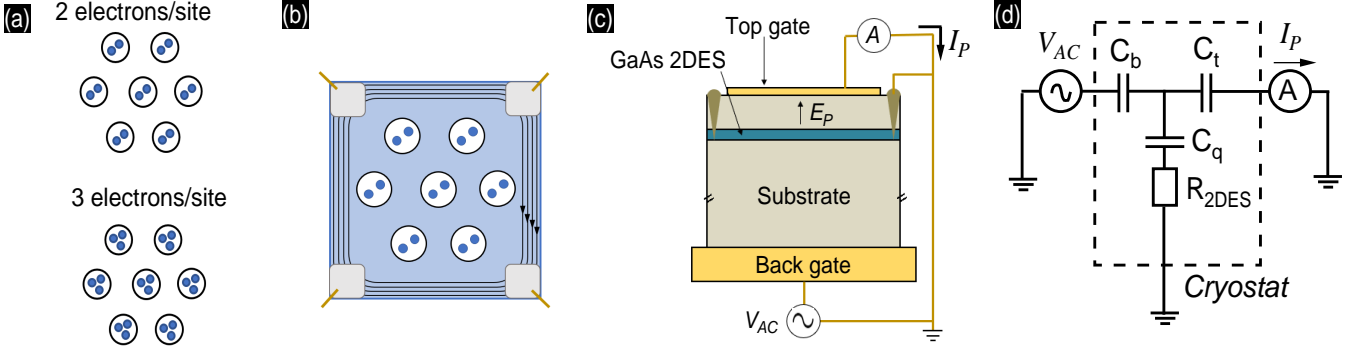 (a)
2 electrons/site
3 electrons/site
(b)
(c)
Top gate
GaAs 2DES
A
I_P
E_P
Substrate
Back gate
V_AC
(d)
V_AC
C_b
C_t
I_P
A
C_q
R_2DES
Cryostat